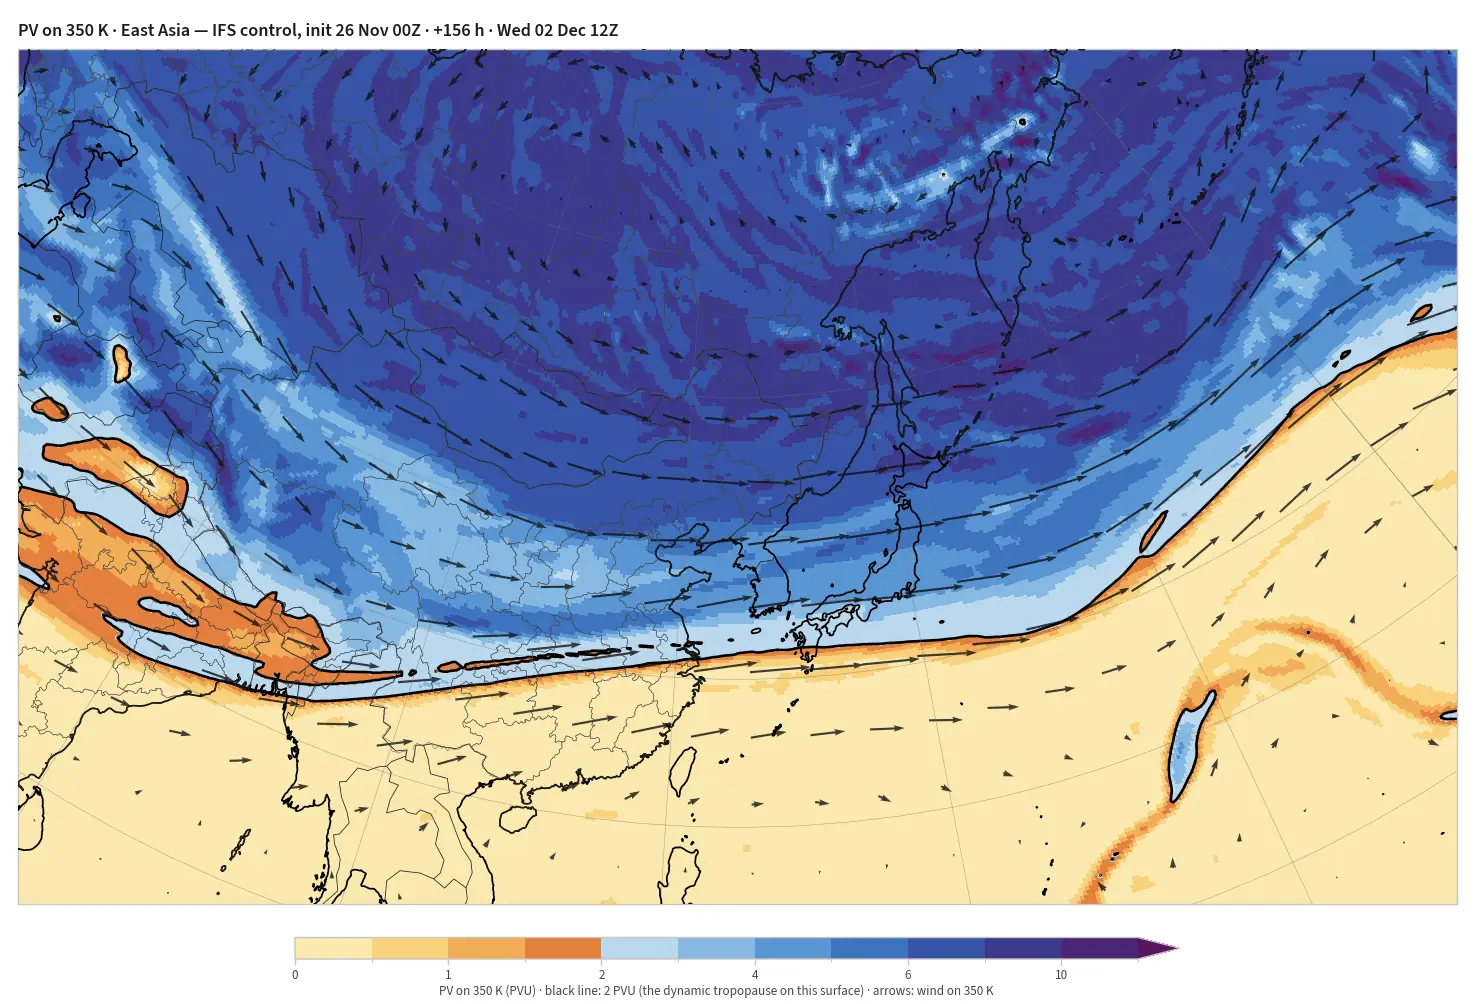 PV on 350 K · East Asia — IFS control, init 26 Nov 00Z · +156 h · Wed 02 Dec 12Z
0 1 2 4 6 10
PV on 350 K (PVU) · black line: 2 PVU (the dynamic tropopause on this surface) · arrows: wind on 350 K